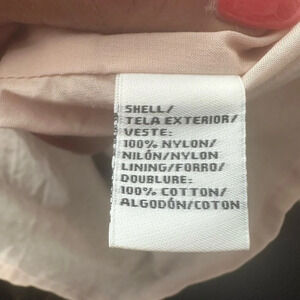 SHELL/
TELA EXTERIOR/
VESTE:
100% NYLON/
NILÓN/NYLON
LINING/FORRO/
DOUBLURE:
100% COTTON/
ALGODÓN/COTON